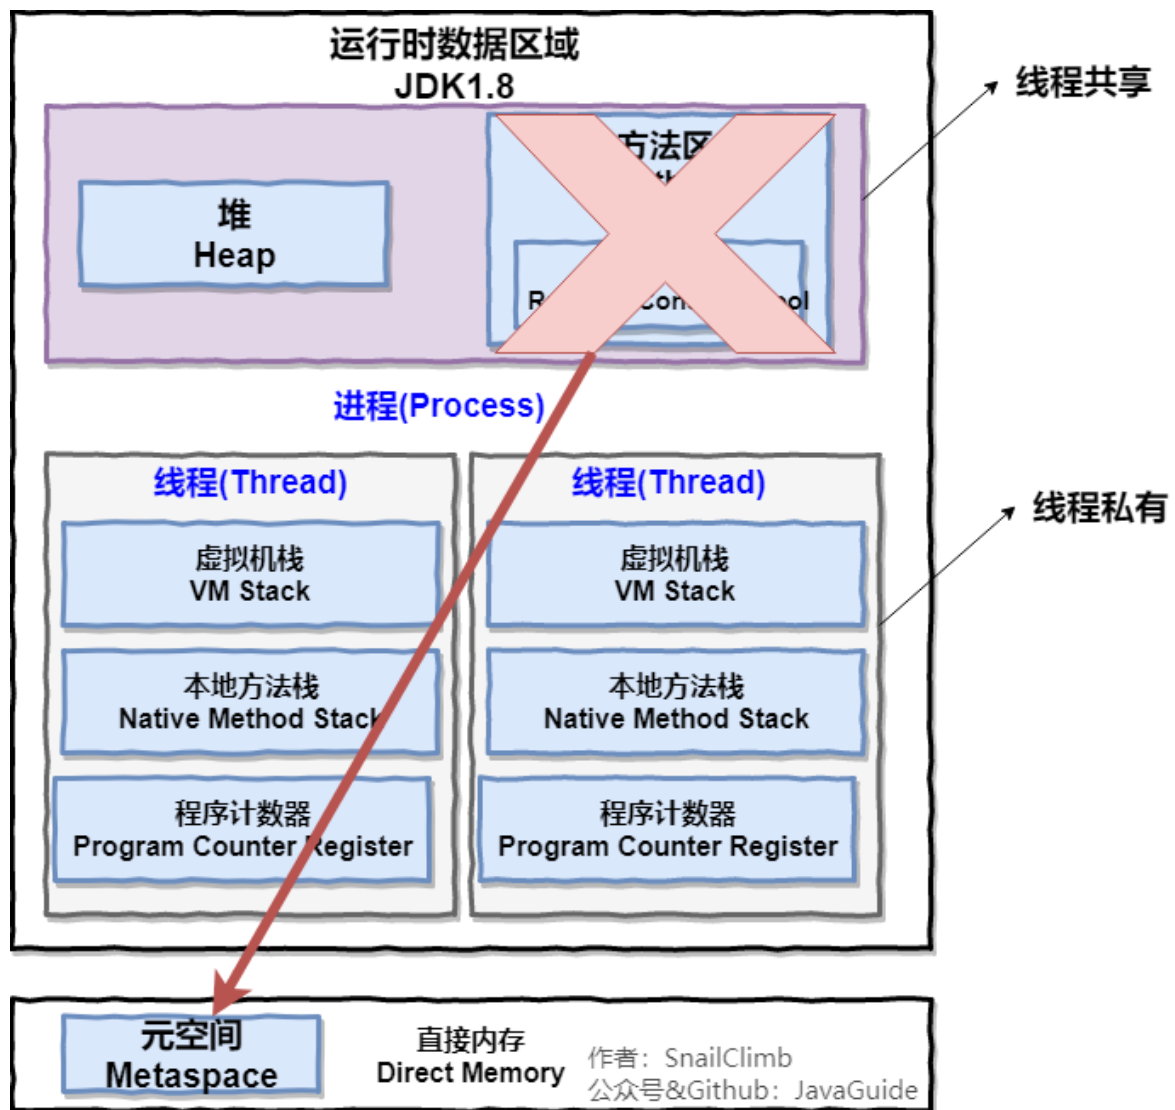 运行时数据区域
JDK1.8
线程共享
堆
Heap
方法区
进程(Process)
线程(Thread)
虚拟机栈
VM Stack
本地方法栈
Native Method Stack
程序计数器
Program Counter Register
线程(Thread)
虚拟机栈
VM Stack
本地方法栈
Native Method Stack
程序计数器
Program Counter Register
线程私有
元空间
Metaspace
直接内存
Direct Memory
作者：SnailClimb
公众号&Github：JavaGuide